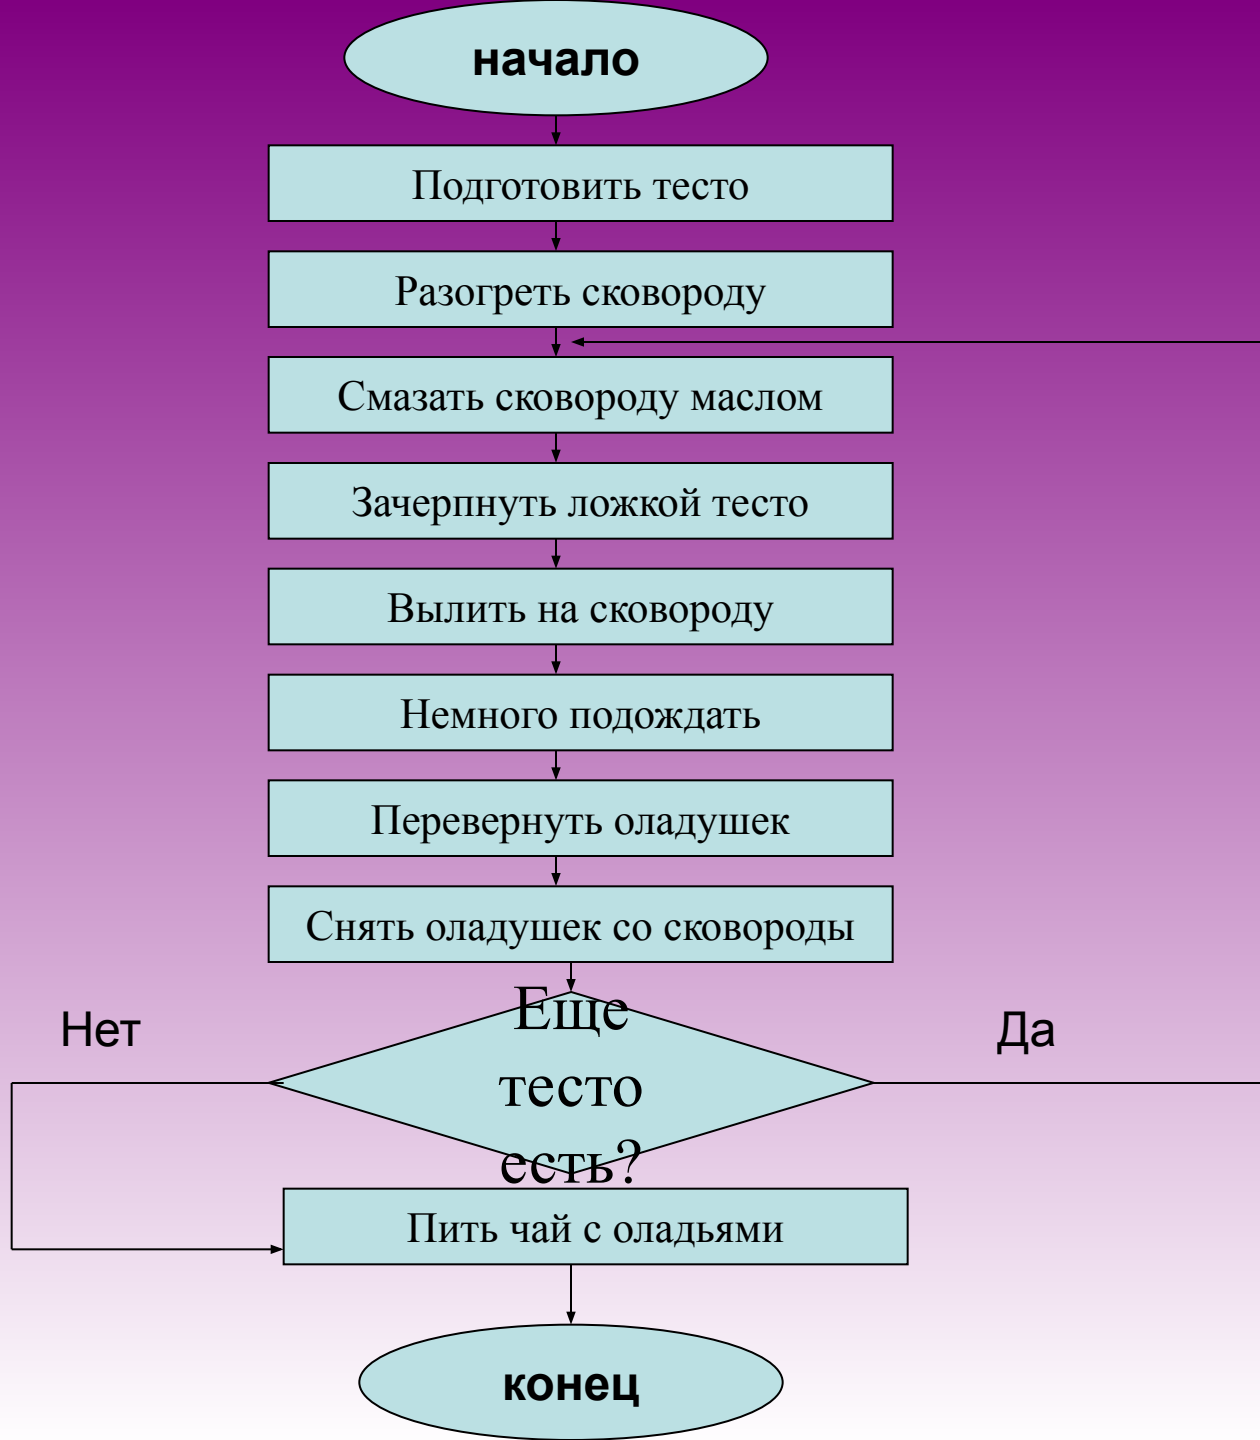 начало
Подготовить тесто
Разогреть сковороду
Смазать сковороду маслом
Зачерпнуть ложкой тесто
Вылить на сковороду
Немного подождать
Перевернуть оладушек
Снять оладушек со сковороды
Еще
Нет
Да
тесто
есть?
Пить чай с оладьями
конец